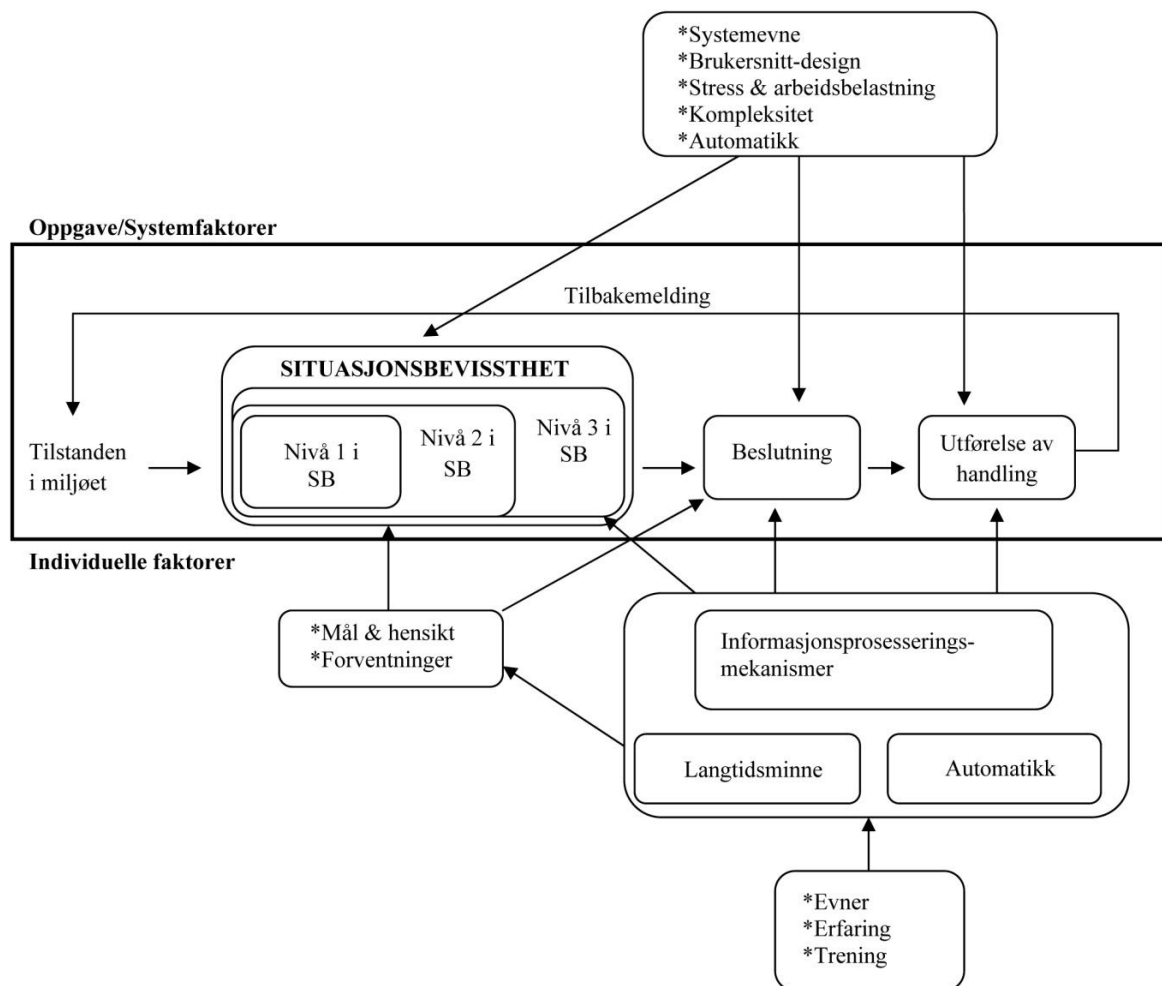 *Systemevne
*Brukersnitt-design
*Stress & arbeidsbelastning
*Kompleksitet
*Automatikk
Oppgave/Systemfaktorer
Tilbakemelding
SITUASJONSBEVISSTHET
Tilstanden
i miljøet
Nivå 1 i
SB
Nivå 2 i
SB
Nivå 3 i
SB
Beslutning
Utførelse av
handling
Individuelle faktorer
*Mål & hensikt
*Forventninger
Informasjonsprosesserings-
mekanismer
Langtidsminne
Automatikk
*Evner
*Erfaring
*Trening